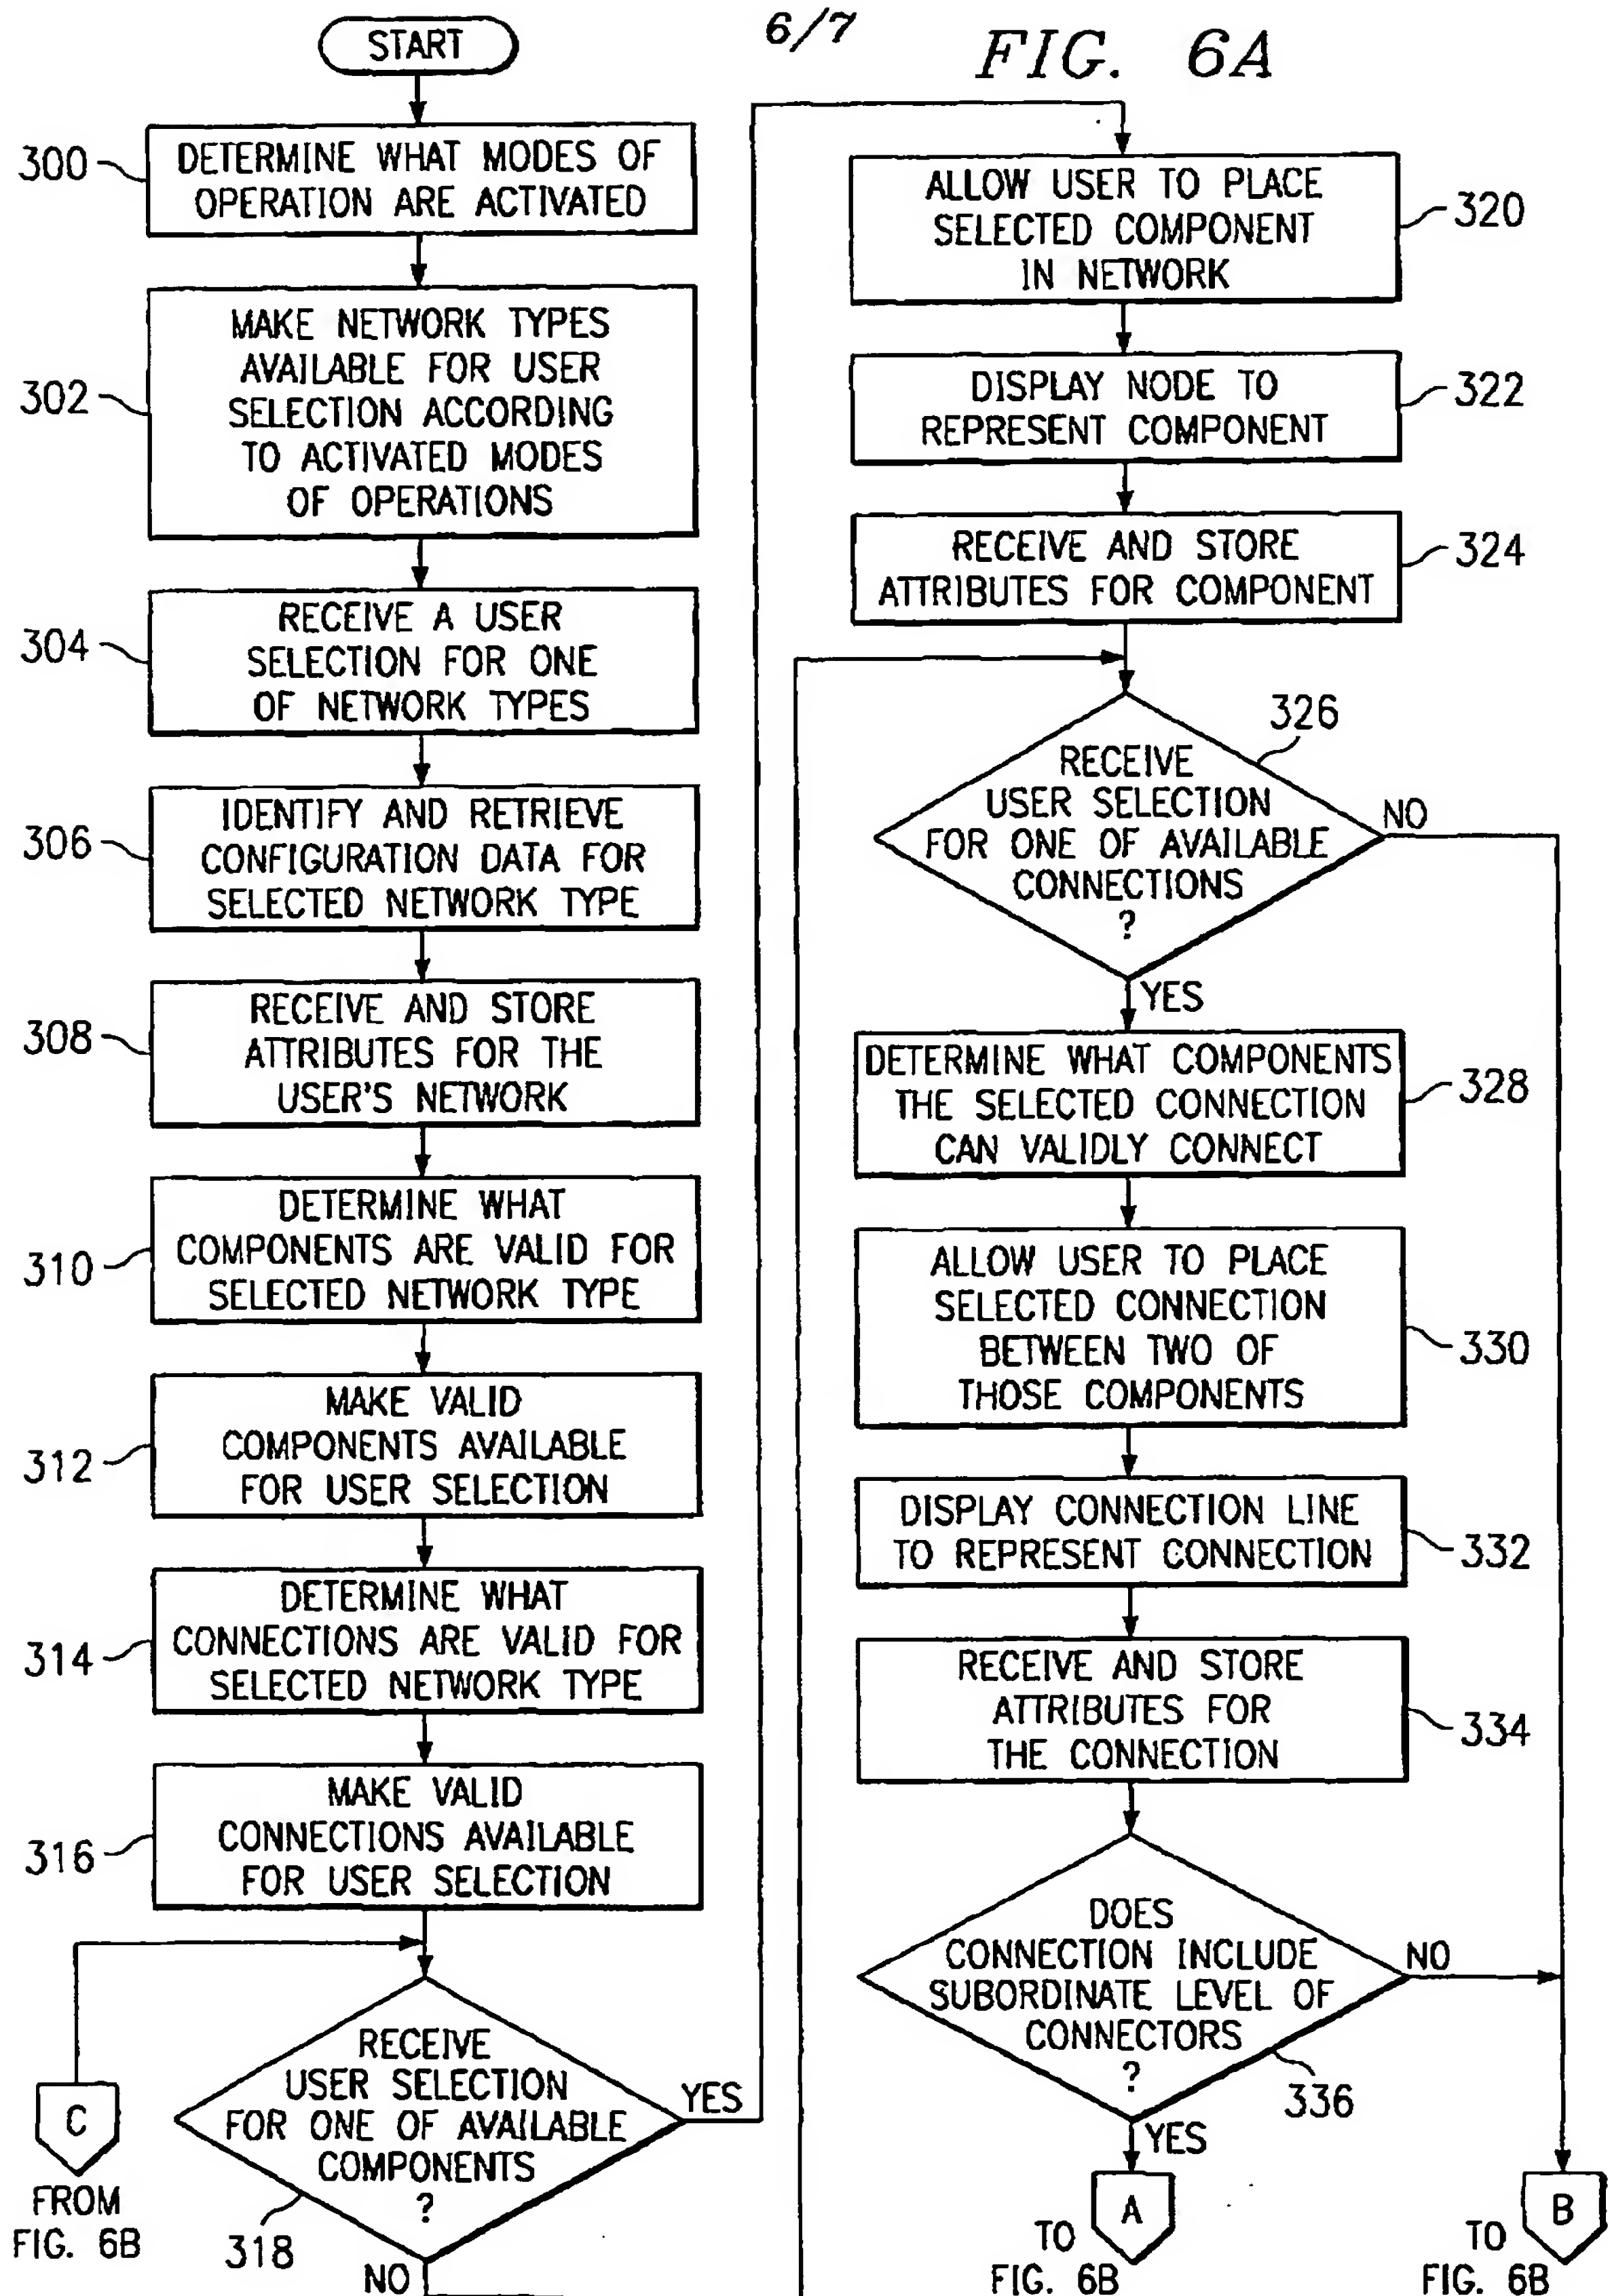 6/7
FIG. 6A
START
300
DETERMINE WHAT MODES OF
OPERATION ARE ACTIVATED
302
MAKE NETWORK TYPES
AVAILABLE FOR USER
SELECTION ACCORDING
TO ACTIVATED MODES
OF OPERATIONS
304
RECEIVE A USER
SELECTION FOR ONE
OF NETWORK TYPES
306
IDENTIFY AND RETRIEVE
CONFIGURATION DATA FOR
SELECTED NETWORK TYPE
308
RECEIVE AND STORE
ATTRIBUTES FOR THE
USER'S NETWORK
310
DETERMINE WHAT
COMPONENTS ARE VALID FOR
SELECTED NETWORK TYPE
312
MAKE VALID
COMPONENTS AVAILABLE
FOR USER SELECTION
314
DETERMINE WHAT
CONNECTIONS ARE VALID FOR
SELECTED NETWORK TYPE
316
MAKE VALID
CONNECTIONS AVAILABLE
FOR USER SELECTION
C
FROM
FIG. 6B
RECEIVE
USER SELECTION
FOR ONE OF AVAILABLE
COMPONENTS
?
318
YES
NO
ALLOW USER TO PLACE
SELECTED COMPONENT
IN NETWORK
320
DISPLAY NODE TO
REPRESENT COMPONENT
322
RECEIVE AND STORE
ATTRIBUTES FOR COMPONENT
324
326
RECEIVE
USER SELECTION
FOR ONE OF AVAILABLE
CONNECTIONS
?
NO
YES
DETERMINE WHAT COMPONENTS
THE SELECTED CONNECTION
CAN VALIDLY CONNECT
328
ALLOW USER TO PLACE
SELECTED CONNECTION
BETWEEN TWO OF
THOSE COMPONENTS
330
DISPLAY CONNECTION LINE
TO REPRESENT CONNECTION
332
RECEIVE AND STORE
ATTRIBUTES FOR
THE CONNECTION
334
DOES
CONNECTION INCLUDE
SUBORDINATE LEVEL OF
CONNECTORS
?
336
NO
YES
A
TO
FIG. 6B
B
TO
FIG. 6B